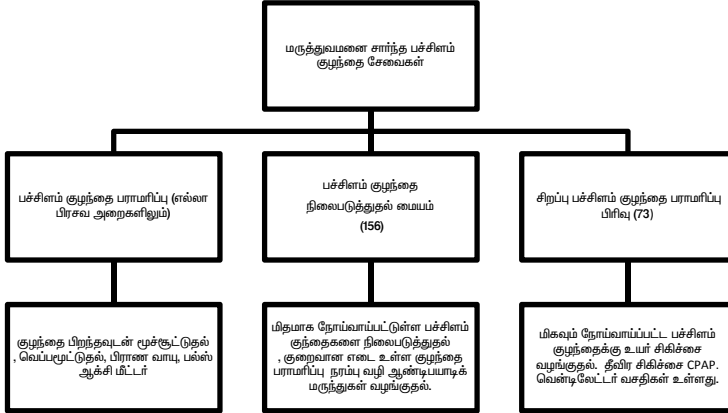 மருத்துவமனை சார்ந்த பச்சிளம்
குழந்தை சேவைகள்
பச்சிளம் குழந்தை பராமரிப்பு (எல்லா
பிரசவ அறைகளிலும்)
பச்சிளம் குழந்தை
நிலைபடுத்துதல் மையம்
(156)
சிறப்பு பச்சிளம் குழந்தை பராமரிப்பு
பிரிவு (73)
குழந்தை பிறந்தவுடன் மூச்சூட்டுதல்
, வெப்பமூட்டுதல், பிராண வாயு, பல்ஸ்
ஆக்சி மீட்டர்
மிதமாக நோய்வாய்பட்டுள்ள பச்சிளம்
குந்தைகளை நிலைபடுத்துதல்
, குறைவான எடை உள்ள குழந்தை
பராமரிப்பு நரம்பு வழி ஆண்டிபயாடிக்
மருந்துகள் வழங்குதல்.
மிகவும் நோய்வாய்ப்பட்ட பச்சிளம்
குழந்தைக்கு உயர் சிகிச்சை
வழங்குதல். தீவிர சிகிச்சை CPAP.
வென்டிலேட்டர் வசதிகள் உள்ளது.